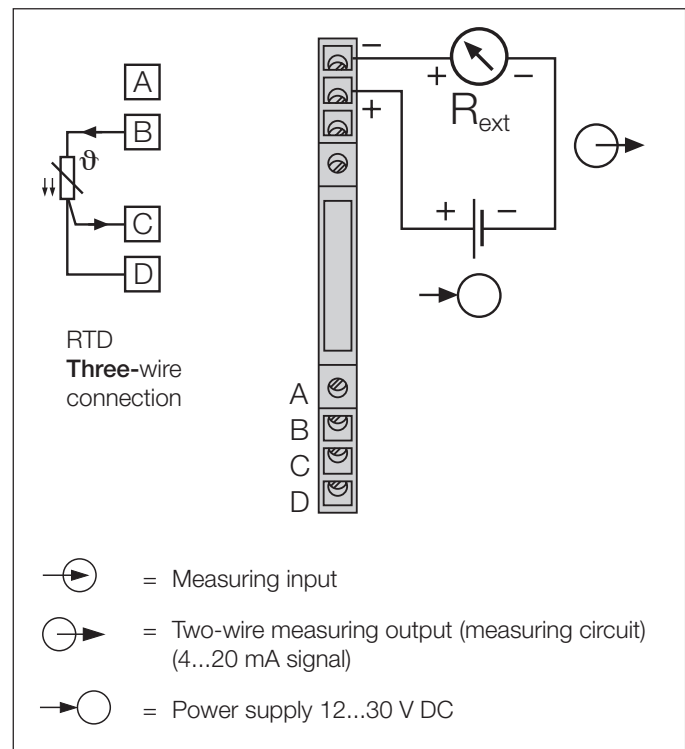 A
B
ϑ
C
D
RTD
Three-wire
connection
−
+
+ −
R_ext
+ −
A
B
C
D
= Measuring input
= Two-wire measuring output (measuring circuit)
(4...20 mA signal)
= Power supply 12...30 V DC